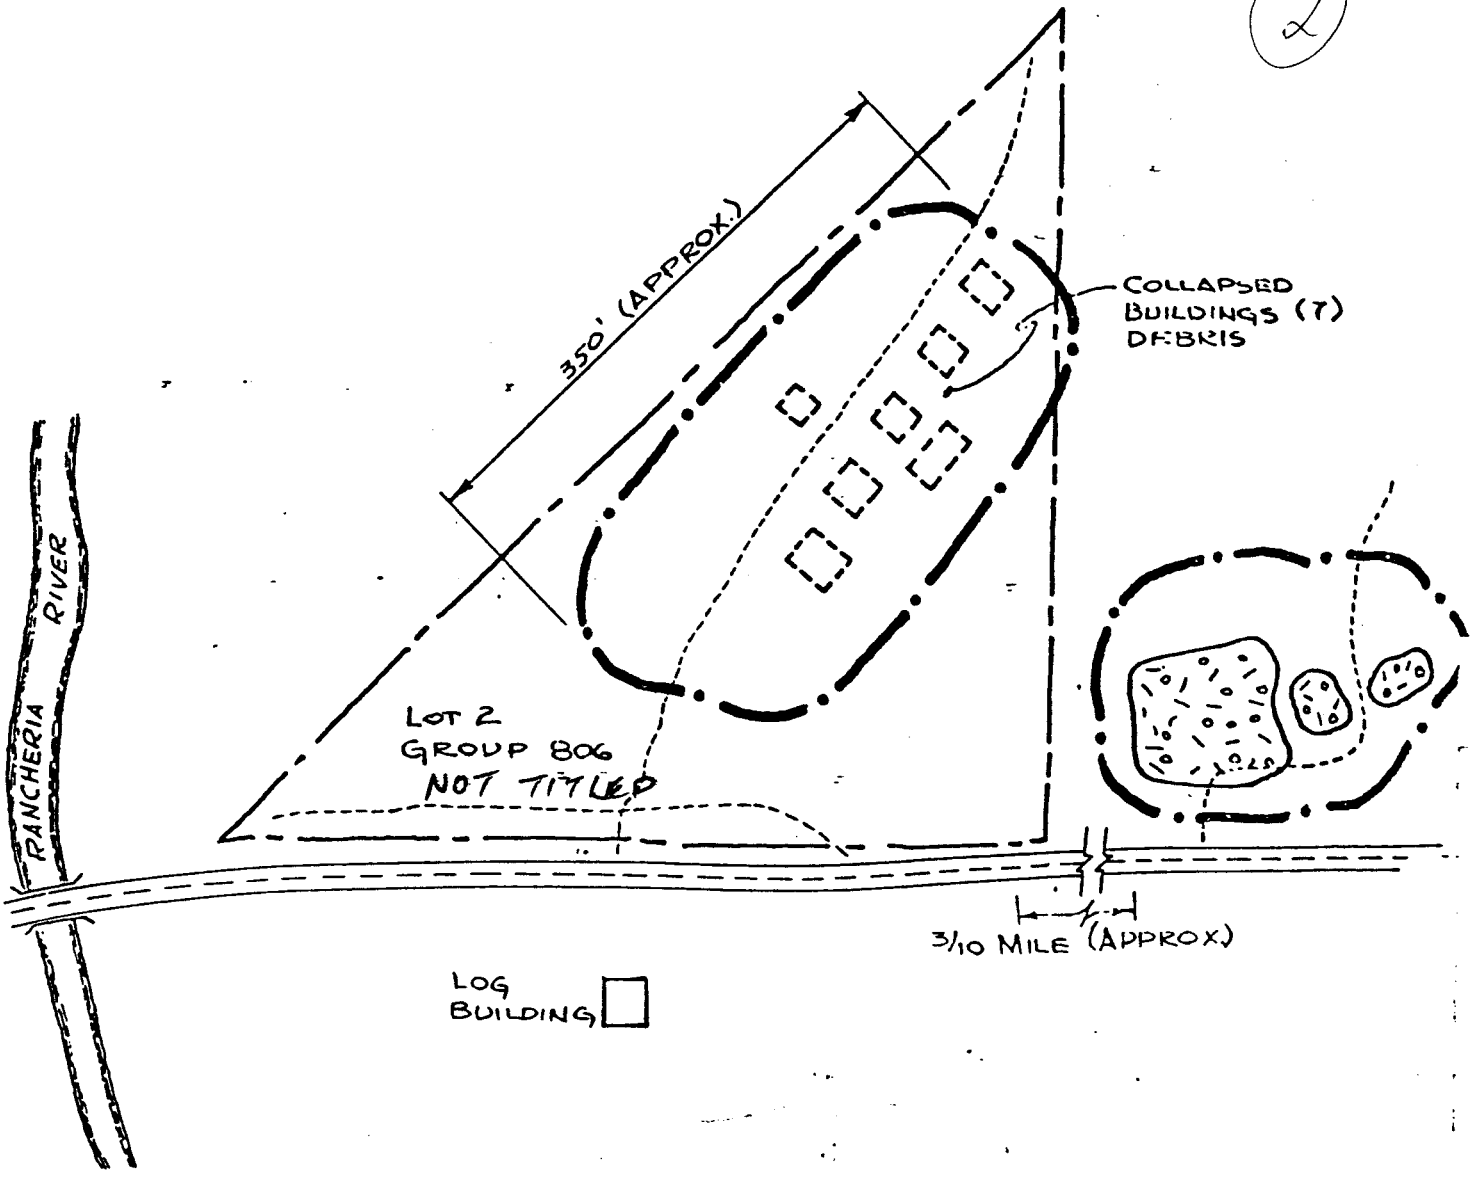 2
350' (APPROX.)
COLLAPSED
BUILDINGS (7)
DEBRIS
RANCHERIA RIVER
LOT 2
GROUP 806
NOT TITLED
3/10 MILE (APPROX.)
LOG
BUILDING